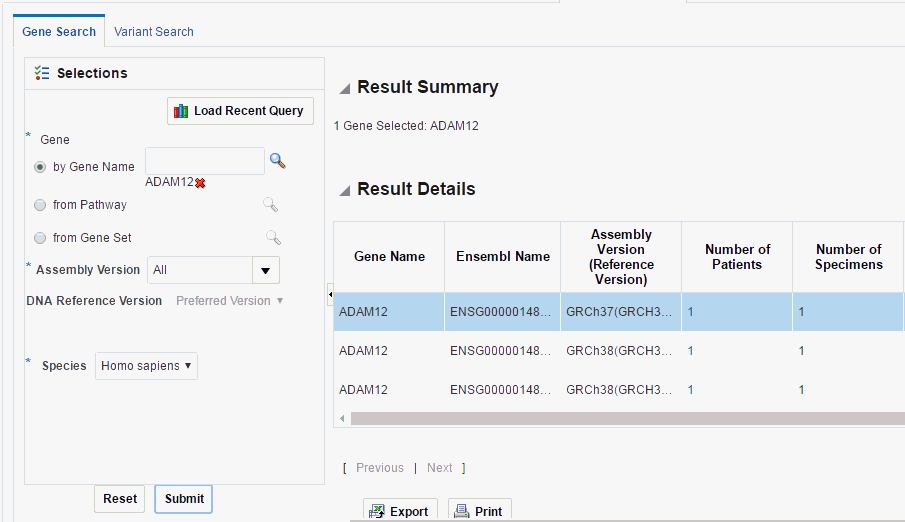 Gene Search Variant Search
Selections
Load Recent Query
* Gene
by Gene Name
ADAM12
from Pathway
from Gene Set
* Assembly Version All
DNA Reference Version Preferred Version
* Species Homo sapiens
Reset Submit
Result Summary
1 Gene Selected: ADAM12
Result Details
Gene Name Ensembl Name Assembly Version (Reference Version) Number of Patients Number of Specimens
ADAM12 ENSG00000148... GRCh37(GRCH3... 1 1
ADAM12 ENSG00000148... GRCh38(GRCH3... 1 1
ADAM12 ENSG00000148... GRCh38(GRCH3... 1 1
[ Previous | Next ]
Export Print